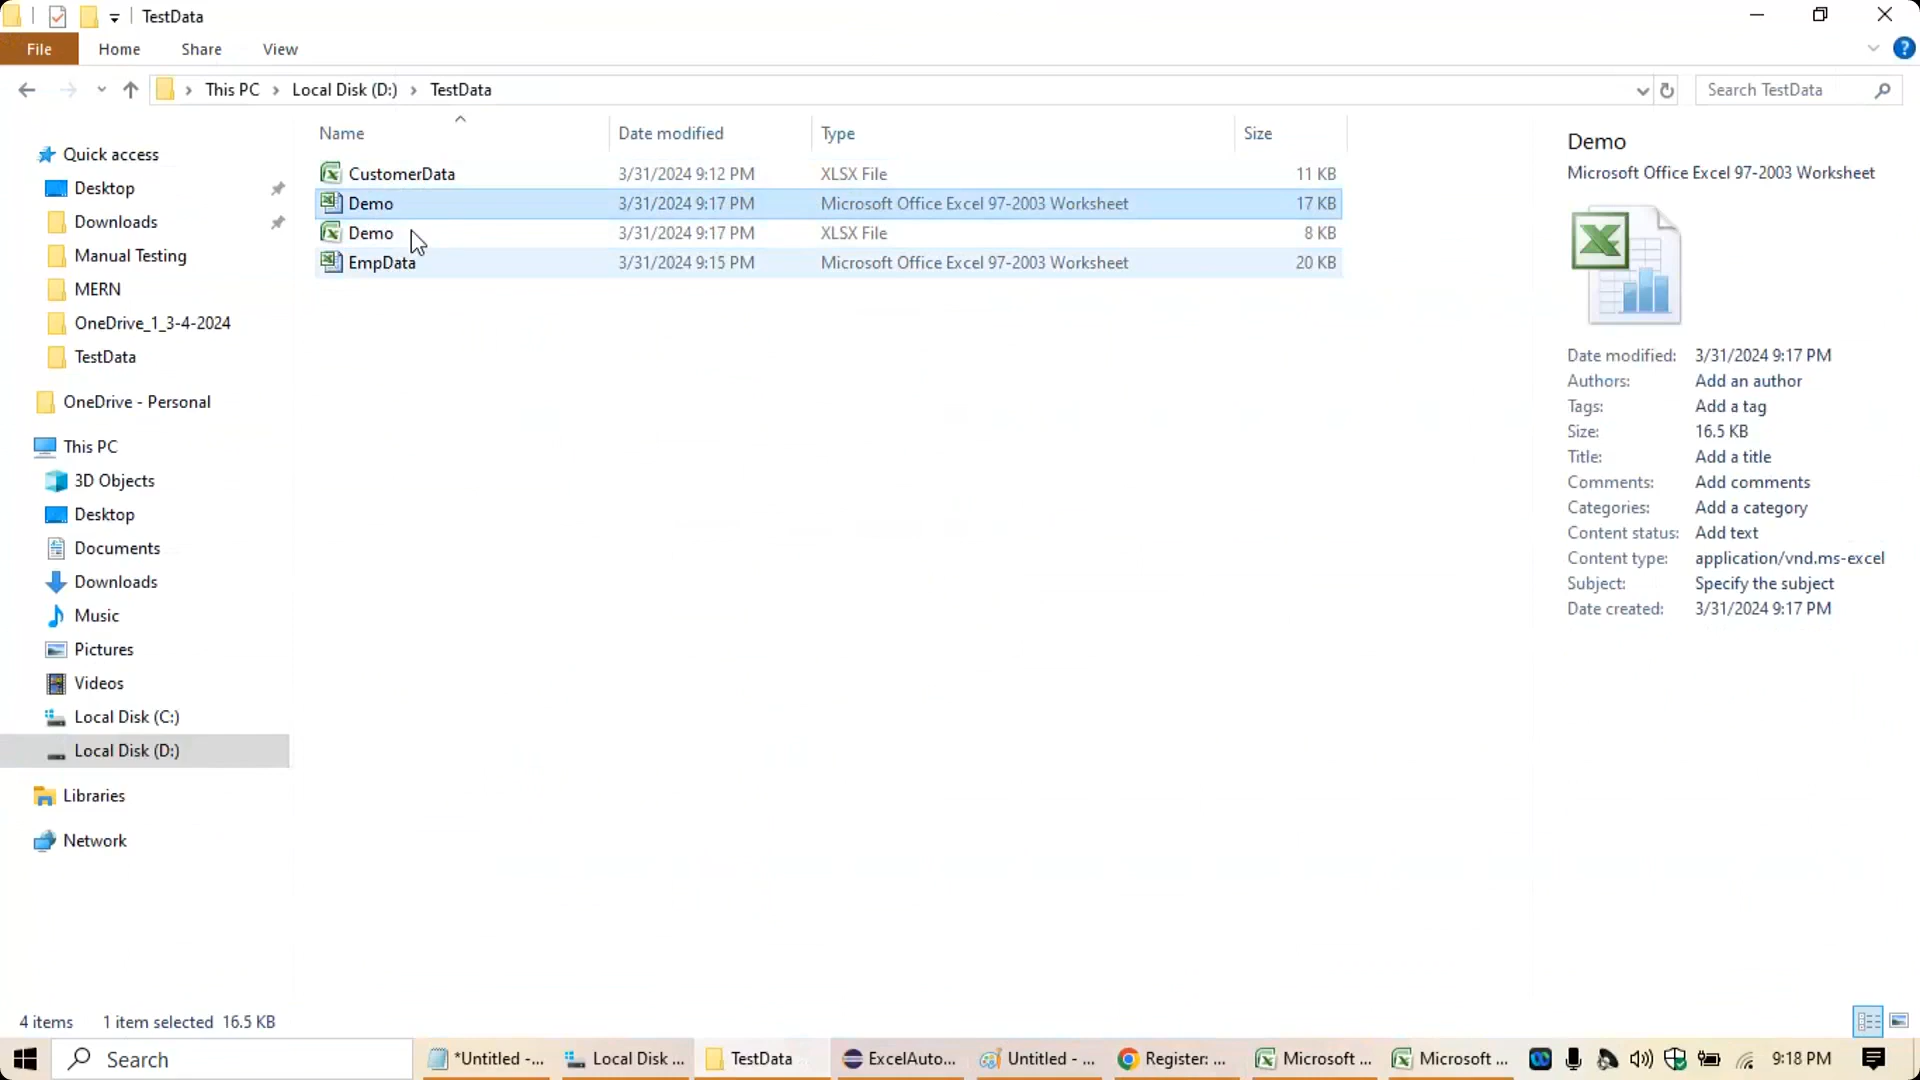 TestData
File Home Share View
This PC Local Disk (D:) TestData Search TestData
Name Date modified Type Size
CustomerData 3/31/2024 9:12 PM XLSX File 11 KB
Demo 3/31/2024 9:17 PM Microsoft Office Excel 97-2003 Worksheet 17 KB
Demo 3/31/2024 9:17 PM XLSX File 8 KB
EmpData 3/31/2024 9:15 PM Microsoft Office Excel 97-2003 Worksheet 20 KB
Quick access
Desktop
Downloads
Manual Testing
MERN
OneDrive_1_3-4-2024
TestData
OneDrive - Personal
This PC
3D Objects
Desktop
Documents
Downloads
Music
Pictures
Videos
Local Disk (C:)
Local Disk (D:)
Libraries
Network
Demo
Microsoft Office Excel 97-2003 Worksheet
Date modified: 3/31/2024 9:17 PM
Authors: Add an author
Tags: Add a tag
Size: 16.5 KB
Title: Add a title
Comments: Add comments
Categories: Add a category
Content status: Add text
Content type: application/vnd.ms-excel
Subject: Specify the subject
Date created: 3/31/2024 9:17 PM
4 items 1 item selected 16.5 KB
Search *Untitled -... Local Disk ... TestData ExcelAuto... Untitled - ... Register: ... Microsoft ... Microsoft ... 9:18 PM